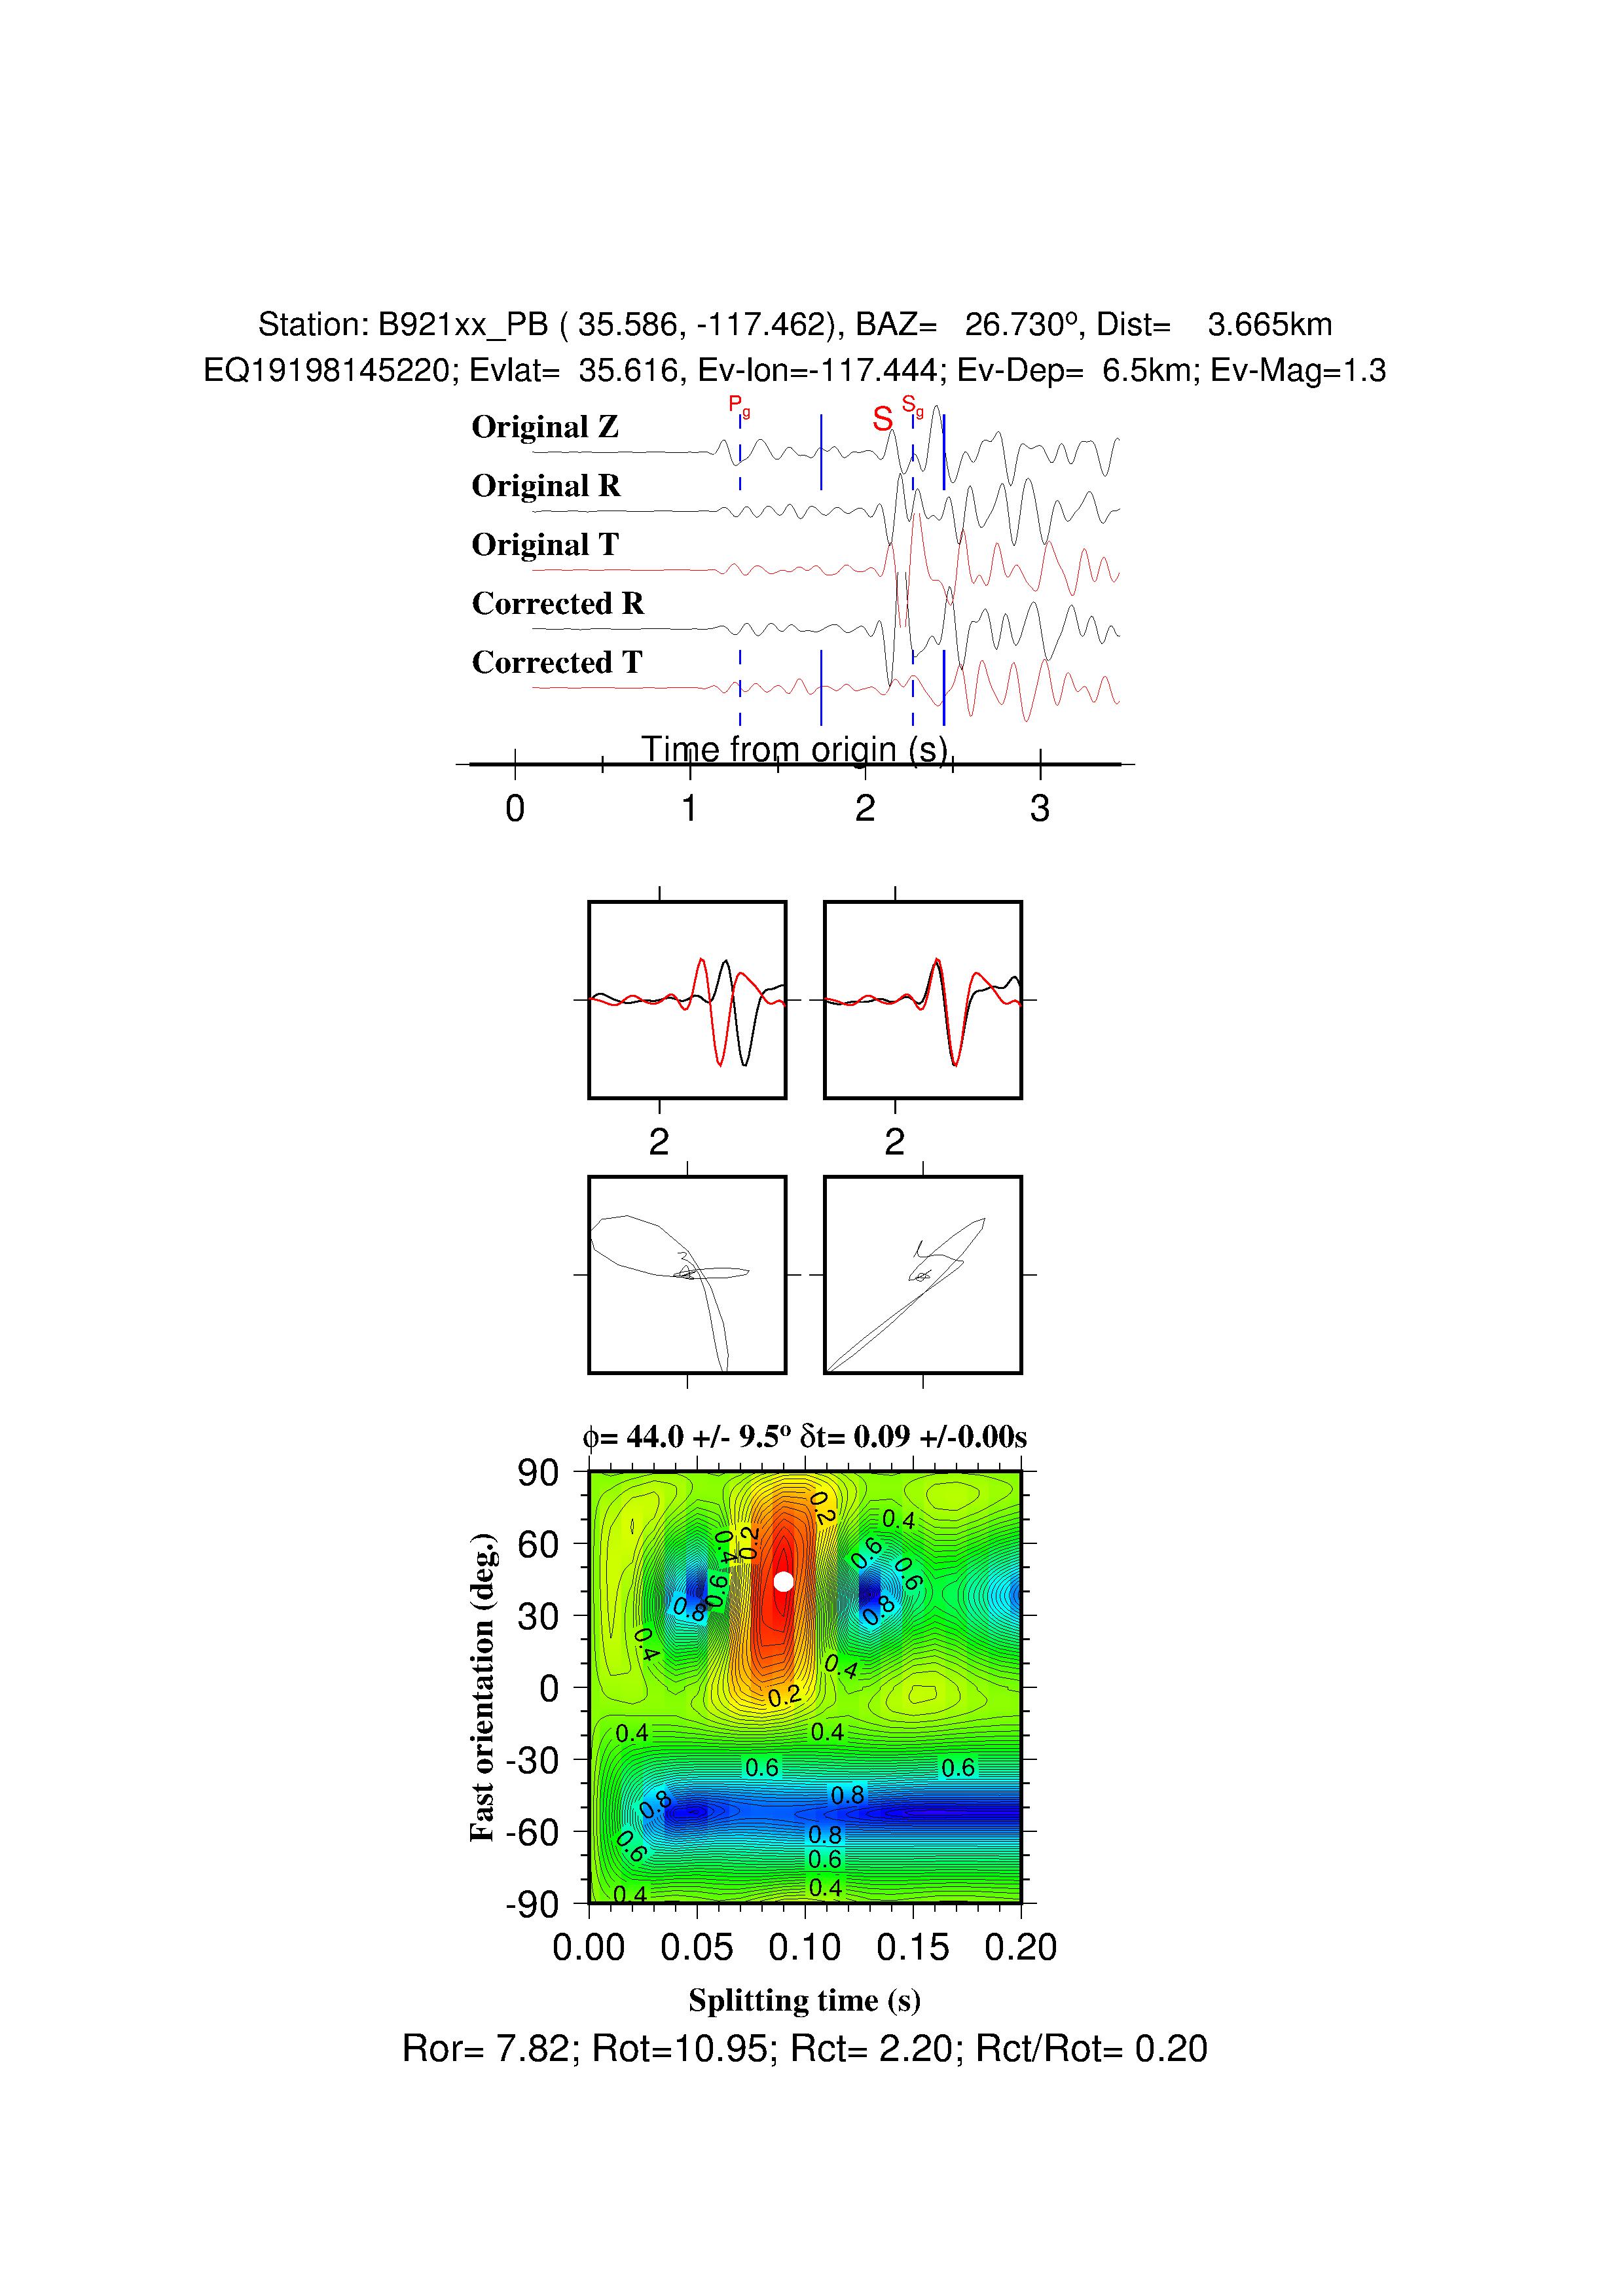 Station: B921xx_PB ( 35.586, -117.462), BAZ= 26.730º, Dist= 3.665km
EQ19198145220; Evlat= 35.616, Ev-lon=-117.444; Ev-Dep= 6.5km; Ev-Mag=1.3
Pg S Sg
Original Z
Original R
Original T
Corrected R
Corrected T
Time from origin (s)
0 1 2 3
2 2
ϕ= 44.0 +/- 9.5º δt= 0.09 +/-0.00s
Fast orientation (deg.)
90
60
30
0
-30
-60
-90
0.2 0.4
0.4 0.2 0.6
0.6 0.6
0.8 0.8
0.4 0.4
0.2
0.4 0.4
0.6 0.6
0.8 0.8
0.6 0.8
0.6
0.4 0.4
0.00 0.05 0.10 0.15 0.20
Splitting time (s)
Ror= 7.82; Rot=10.95; Rct= 2.20; Rct/Rot= 0.20